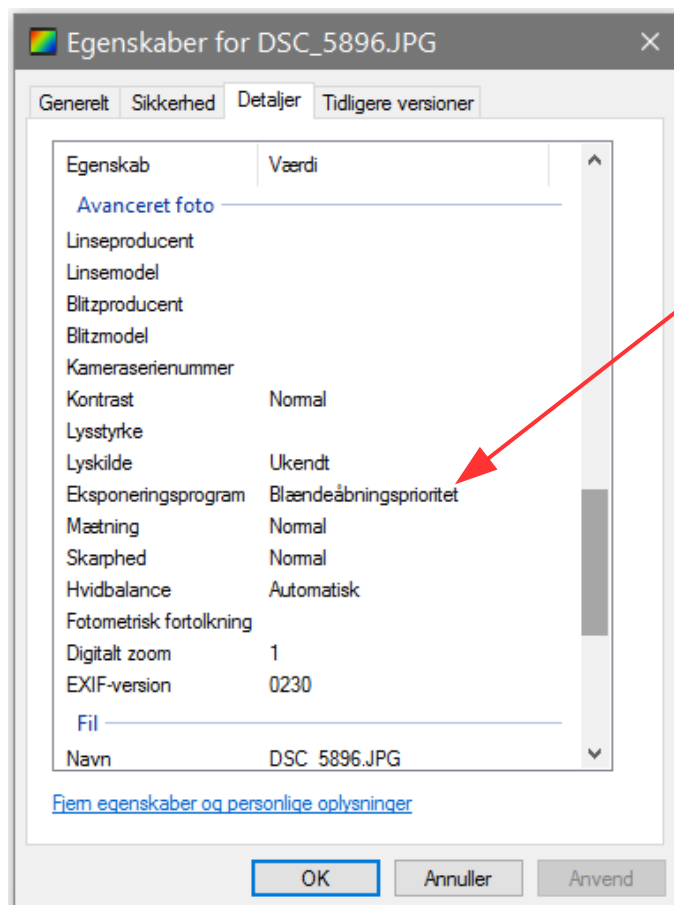 Egenskaber for DSC_5896.JPG
Generelt Sikkerhed Detaljer Tidligere versioner
Egenskab Værdi
Avanceret foto
Linseproducent
Linsemodel
Blitzproducent
Blitzmodel
Kameraserienummer
Kontrast Normal
Lysstyrke
Lyskilde Ukendt
Eksponeringsprogram Blændeåbningsprioritet
Mætning Normal
Skarphed Normal
Hvidbalance Automatisk
Fotometrisk fortolkning
Digitalt zoom 1
EXIF-version 0230
Fil
Navn DSC_5896.JPG
Fjern egenskaber og personlige oplysninger
OK Annuller Anvend